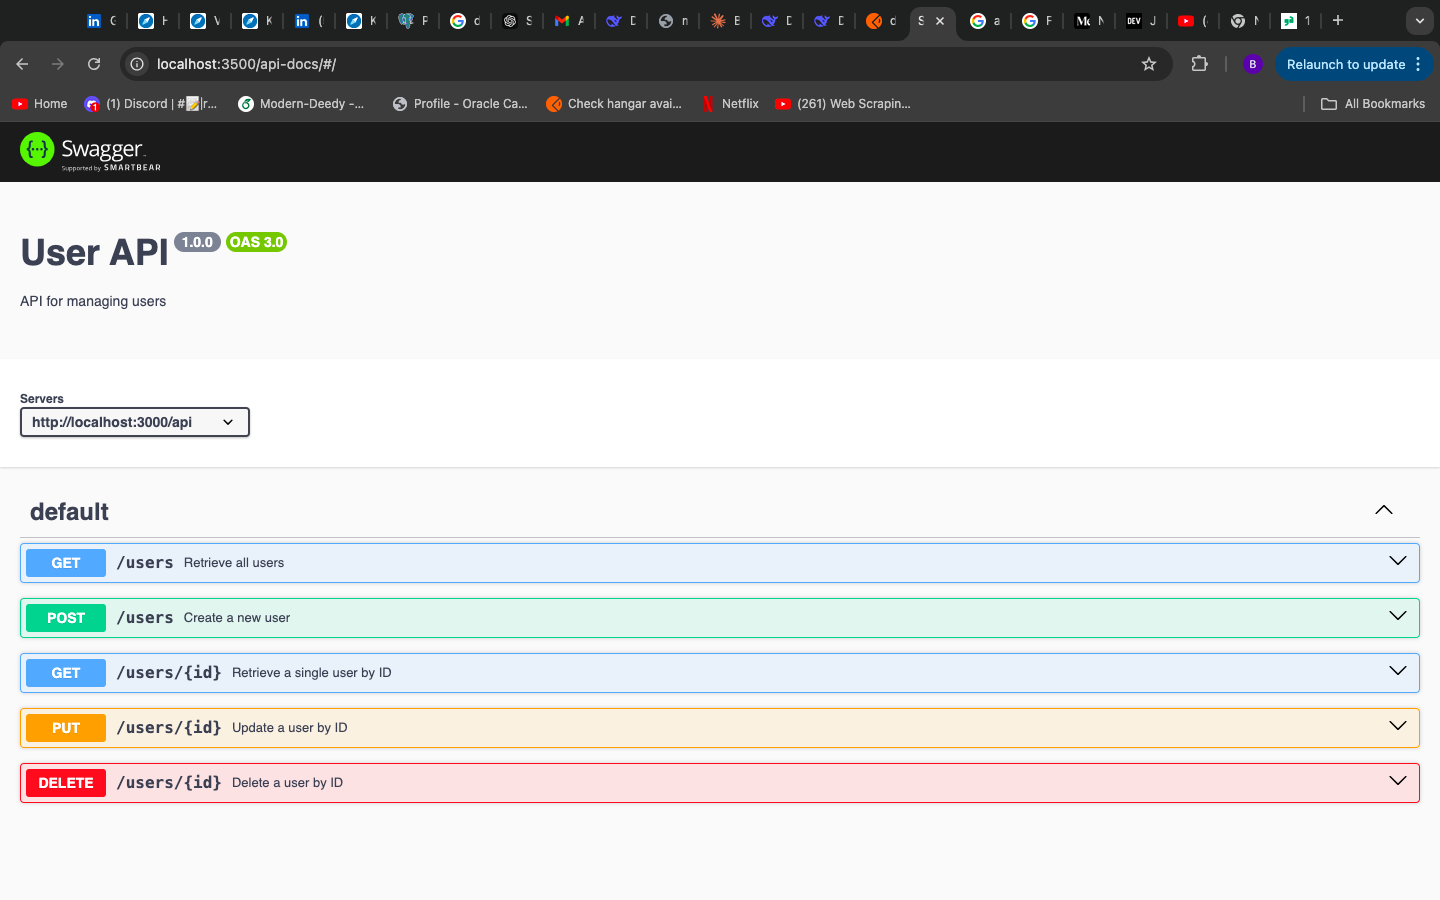 localhost:3500/api-docs/#/
Relaunch to update
B
Home
(1) Discord | #📝|r...
Modern-Deedy -...
Profile - Oracle Ca...
Check hangar avai...
Netflix
(261) Web Scrapin...
All Bookmarks
Swagger
Supported by SMARTBEAR
User API 1.0.0 OAS 3.0
API for managing users
Servers
http://localhost:3000/api
default
GET /users Retrieve all users
POST /users Create a new user
GET /users/{id} Retrieve a single user by ID
PUT /users/{id} Update a user by ID
DELETE /users/{id} Delete a user by ID